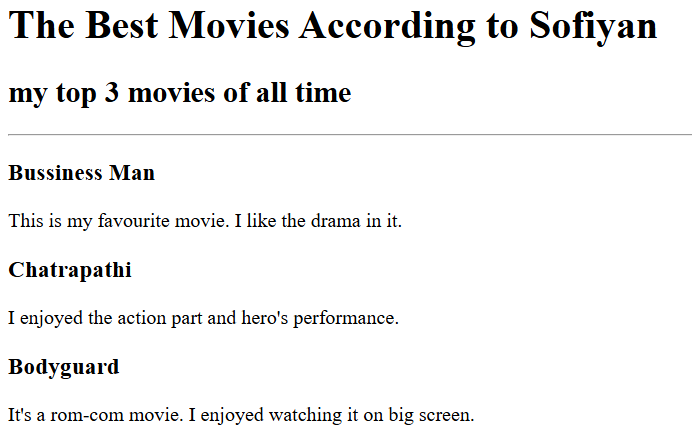 The Best Movies According to Sofiyan
my top 3 movies of all time
Bussiness Man
This is my favourite movie. I like the drama in it.
Chatrapathi
I enjoyed the action part and hero's performance.
Bodyguard
It's a rom-com movie. I enjoyed watching it on big screen.